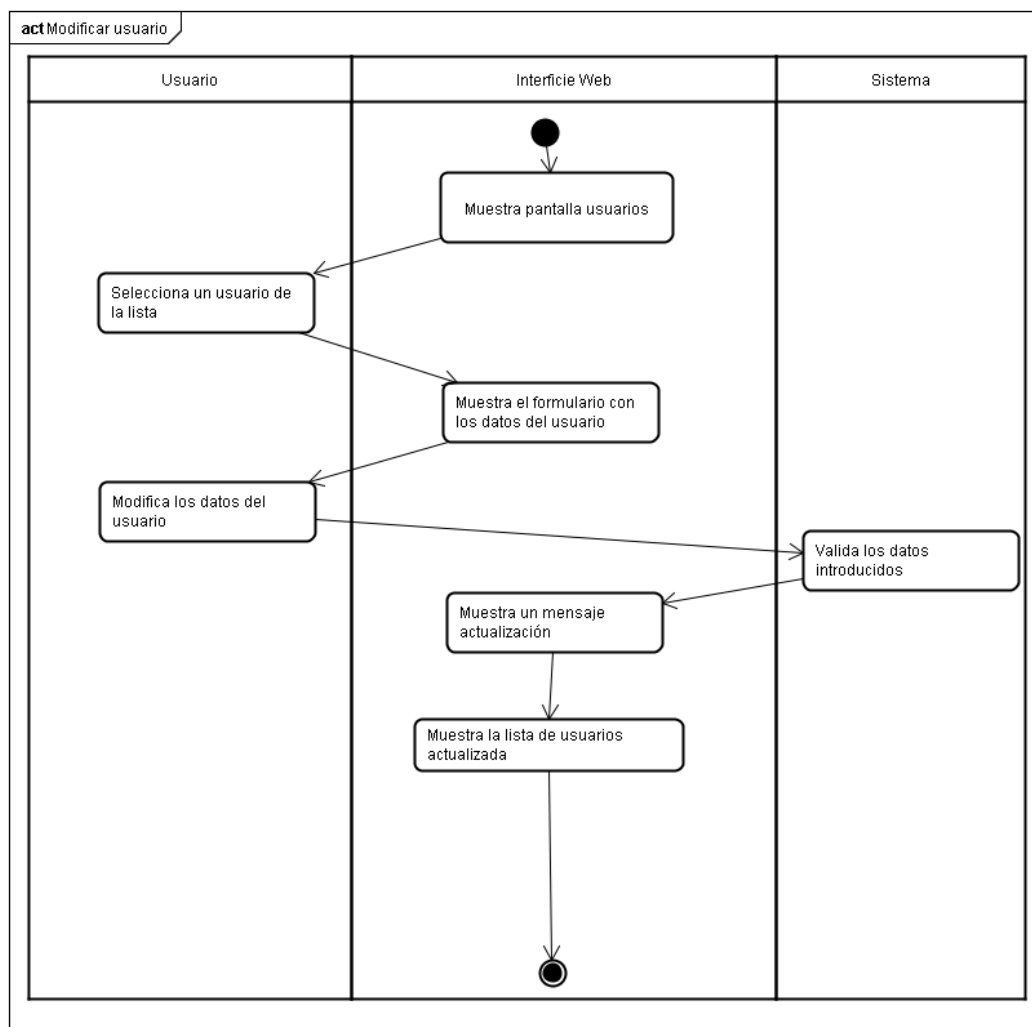 act Modificar usuario
Usuario
Interficie Web
Sistema
Muestra pantalla usuarios
Selecciona un usuario de
la lista
Muestra el formulario con
los datos del usuario
Modifica los datos del
usuario
Valida los datos
introducidos
Muestra un mensaje
actualización
Muestra la lista de usuarios
actualizada